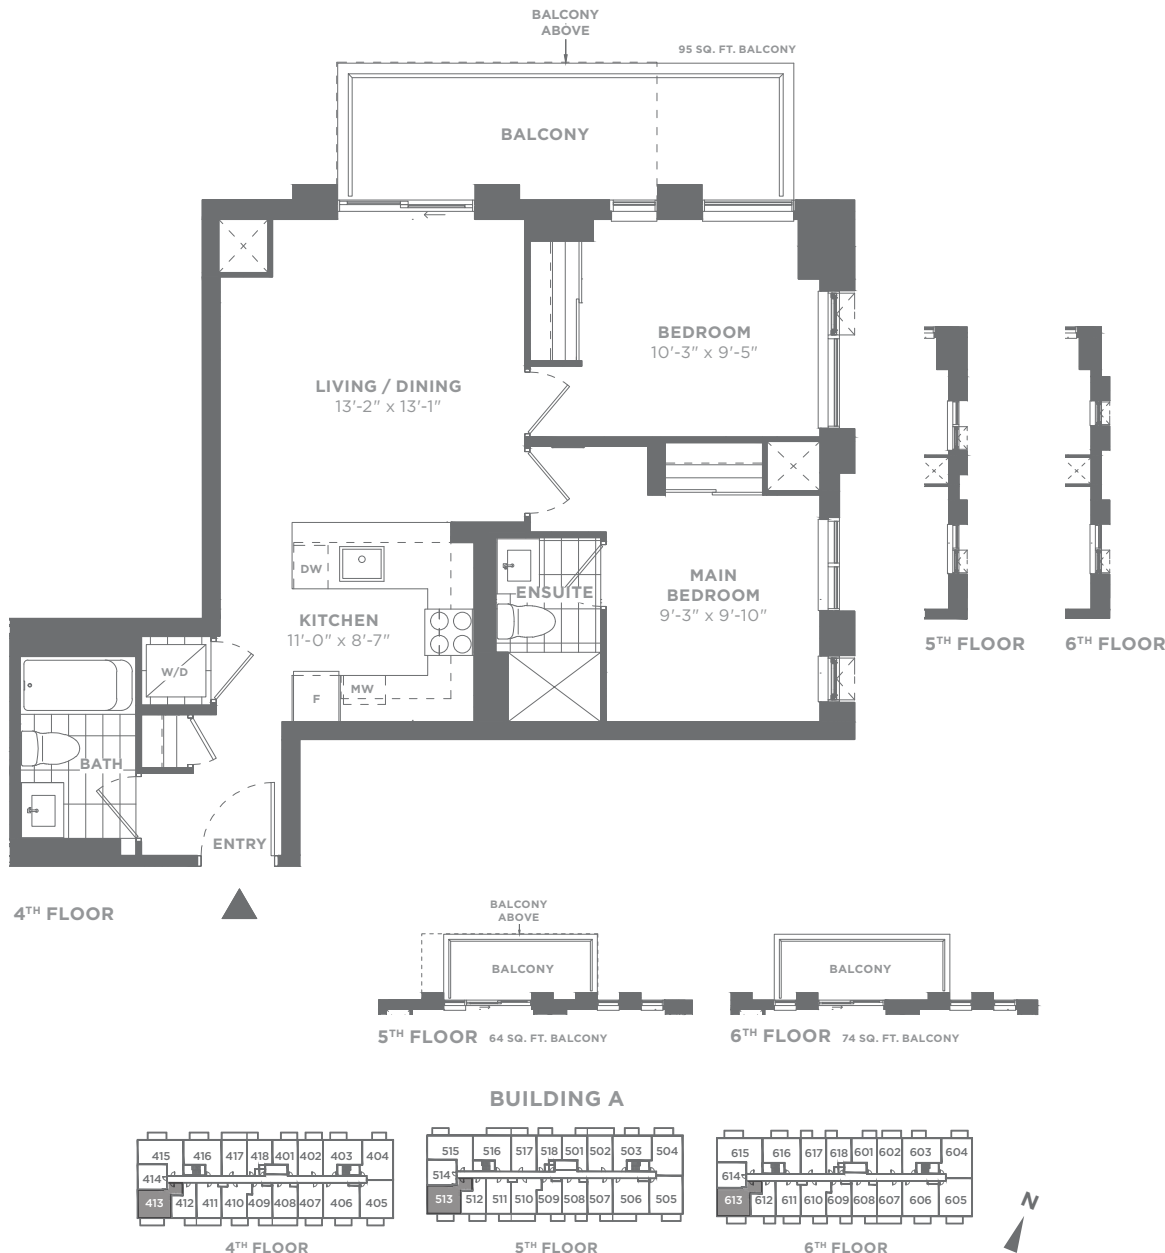 BALCONY
ABOVE
95 SQ. FT. BALCONY
BALCONY
BEDROOM
10'-3" x 9'-5"
LIVING / DINING
13'-2" x 13'-1"
DW
KITCHEN
11'-0" x 8'-7"
ENSUITE
MAIN
BEDROOM
9'-3" x 9'-10"
W/D
F
MW
BATH
ENTRY
5TH FLOOR
6TH FLOOR
4TH FLOOR
BALCONY
ABOVE
BALCONY
5TH FLOOR 64 SQ. FT. BALCONY
BALCONY
6TH FLOOR 74 SQ. FT. BALCONY
BUILDING A
415 416 417 418 401 402 403 404
414
413 412 411 410 409 408 407 406 405
4TH FLOOR
515 516 517 518 501 502 503 504
514
513 512 511 510 509 508 507 506 505
5TH FLOOR
615 616 617 618 601 602 603 604
614
613 612 611 610 609 608 607 606 605
6TH FLOOR
N